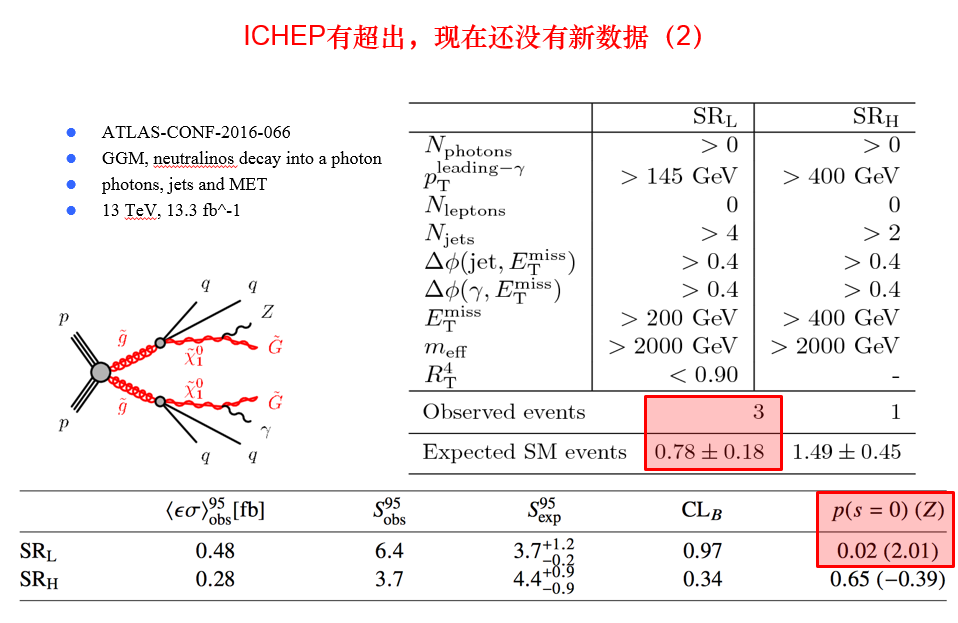 ICHEP有超出，现在还没有新数据（2）
ATLAS-CONF-2016-066
GGM, neutralinos decay into a photon
photons, jets and MET
13 TeV, 13.3 fb^-1
SR_L SR_H
N_photons > 0 > 0
p_T^leading−γ > 145 GeV > 400 GeV
N_leptons 0 0
N_jets > 4 > 2
Δϕ(jet, E_T^miss) > 0.4 > 0.4
Δϕ(γ, E_T^miss) > 0.4 > 0.4
E_T^miss > 200 GeV > 400 GeV
m_eff > 2000 GeV > 2000 GeV
R_T^4 < 0.90 -
Observed events 3 1
Expected SM events 0.78 ± 0.18 1.49 ± 0.45
q q
p Z
g̃ χ̃_1^0 G̃
g̃ χ̃_1^0 G̃
p γ
q q
⟨ϵσ⟩_obs^95[fb] S_obs^95 S_exp^95 CL_B p(s = 0) (Z)
SR_L 0.48 6.4 3.7^+1.2_−0.2 0.97 0.02 (2.01)
SR_H 0.28 3.7 4.4^+0.9_−0.9 0.34 0.65 (−0.39)